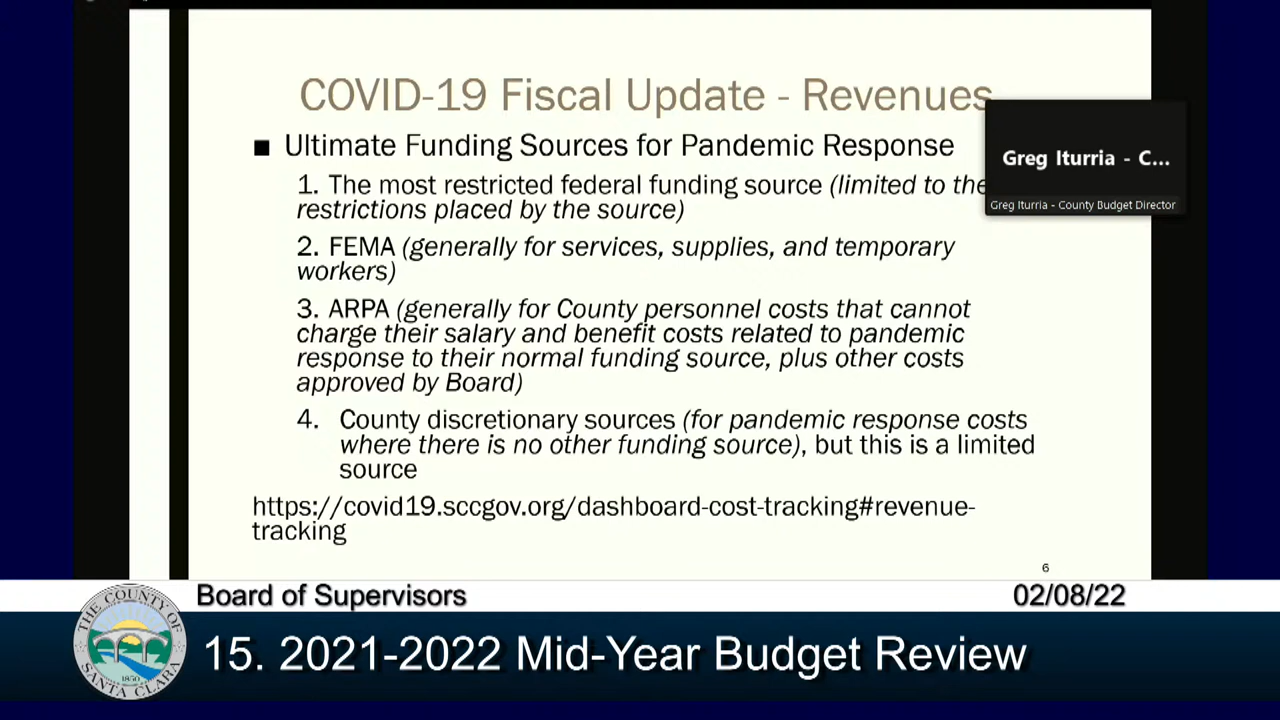 COVID-19 Fiscal Update - Revenues
■ Ultimate Funding Sources for Pandemic Response
1. The most restricted federal funding source (limited to the
restrictions placed by the source)
2. FEMA (generally for services, supplies, and temporary
workers)
3. ARPA (generally for County personnel costs that cannot
charge their salary and benefit costs related to pandemic
response to their normal funding source, plus other costs
approved by Board)
4. County discretionary sources (for pandemic response costs
where there is no other funding source), but this is a limited
source
https://covid19.sccgov.org/dashboard-cost-tracking#revenue-
tracking
6
Greg Iturria - C...
Greg Iturria - County Budget Director
Board of Supervisors
02/08/22
THE COUNTY OF
SANTA CLARA
1850
15. 2021-2022 Mid-Year Budget Review